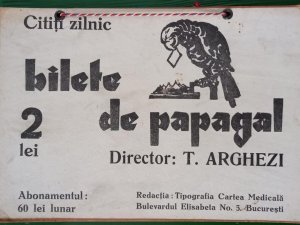 Citiți zilnic
bilete
de papagal
2
lei
Director: T. ARGHEZI
Abonamentul:
60 lei lunar
Redacția: Tipografia Cartea Medicală
Bulevardul Elisabeta No. 5.-București